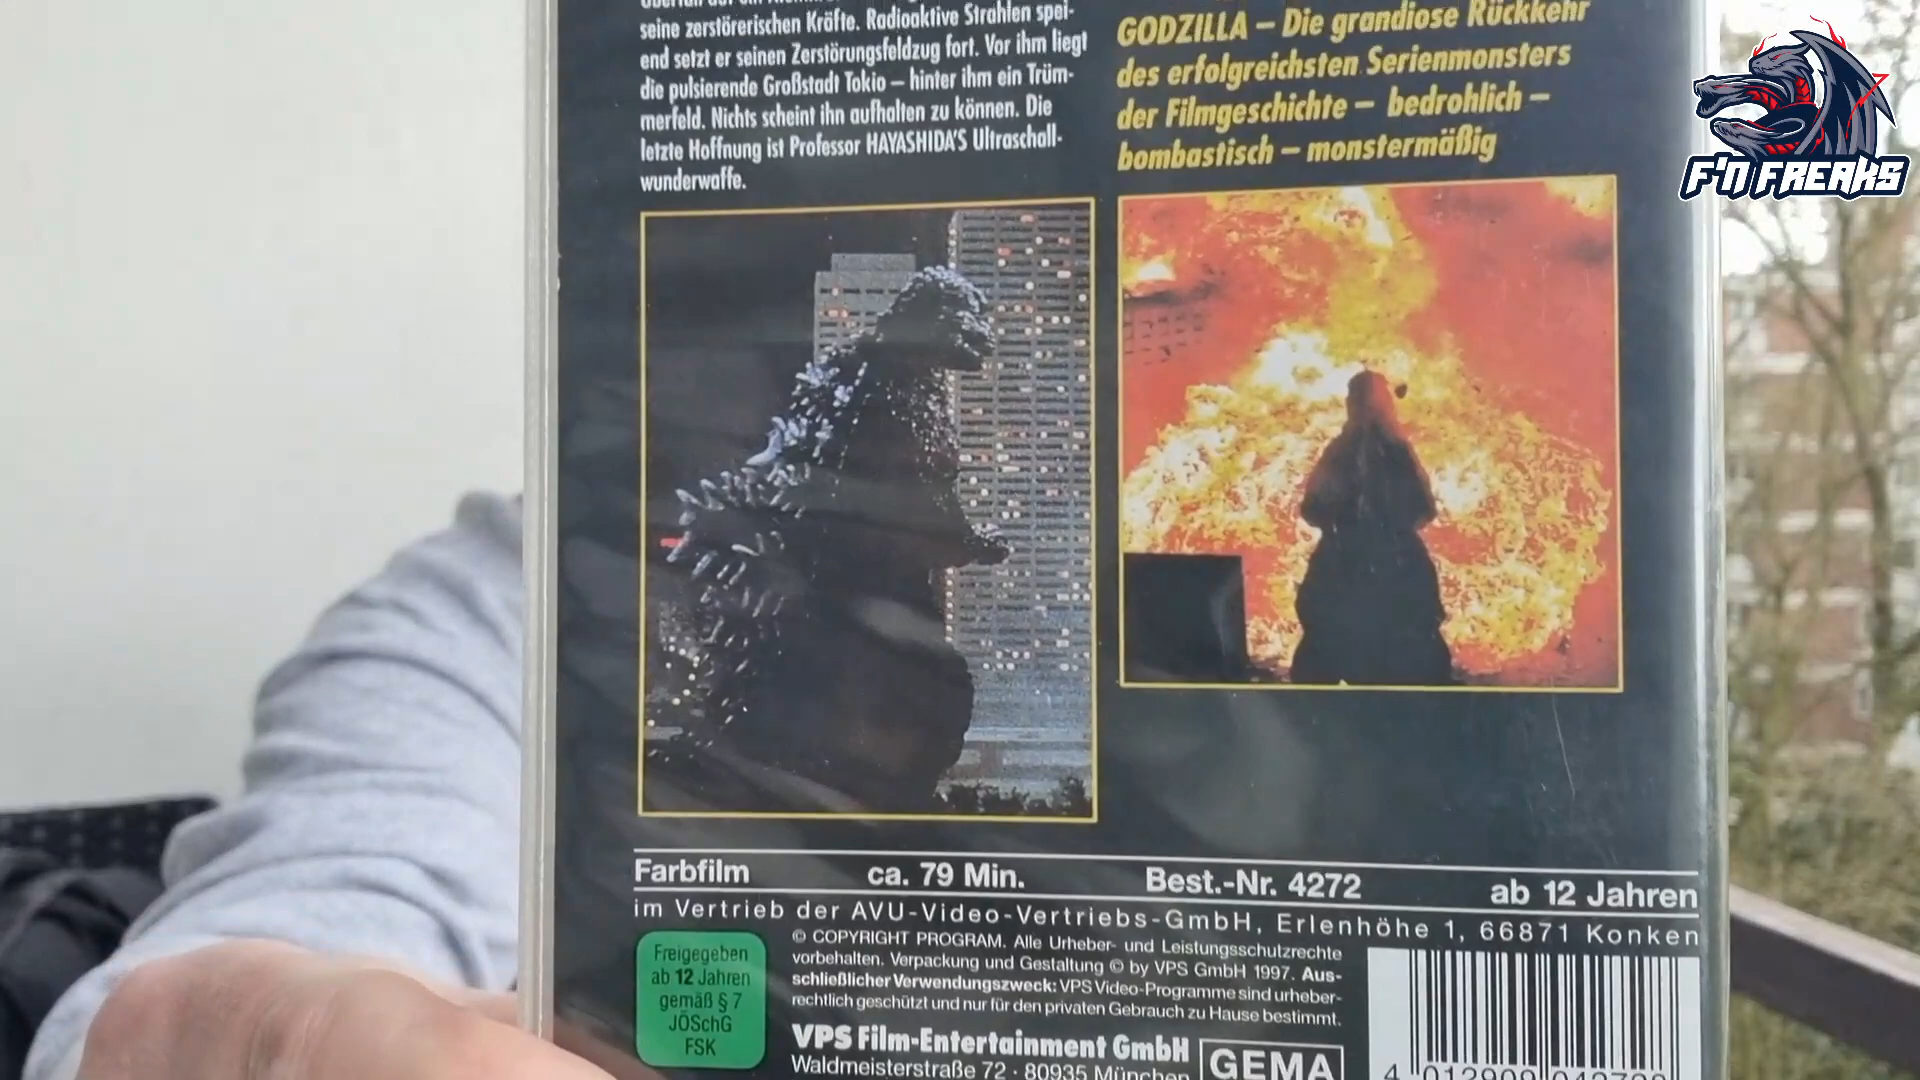 seine zerstörerischen Kräfte. Radioaktive Strahlen spei-
end setzt er seinen Zerstörungsfeldzug fort. Vor ihm liegt
die pulsierende Großstadt Tokio – hinter ihm ein Trüm-
merfeld. Nichts scheint ihn aufhalten zu können. Die
letzte Hoffnung ist Professor HAYASHIDA'S Ultraschall-
wunderwaffe.
GODZILLA – Die grandiose Rückkehr
des erfolgreichsten Serienmonsters
der Filmgeschichte – bedrohlich –
bombastisch – monstermäßig
F'N FREAKS
Farbfilm ca. 79 Min. Best.-Nr. 4272 ab 12 Jahren
im Vertrieb der AVU-Video-Vertriebs-GmbH, Erlenhöhe 1, 66871 Konken
Freigegeben
ab 12 Jahren
gemäß § 7
JÖSchG
FSK
© COPYRIGHT PROGRAM. Alle Urheber- und Leistungsschutzrechte
vorbehalten. Verpackung und Gestaltung © by VPS GmbH 1997. Aus-
schließlicher Verwendungszweck: VPS Video-Programme sind urheber-
rechtlich geschützt und nur für den privaten Gebrauch zu Hause bestimmt.
VPS Film-Entertainment GmbH
Waldmeisterstraße 72 · 80935 München
GEMA